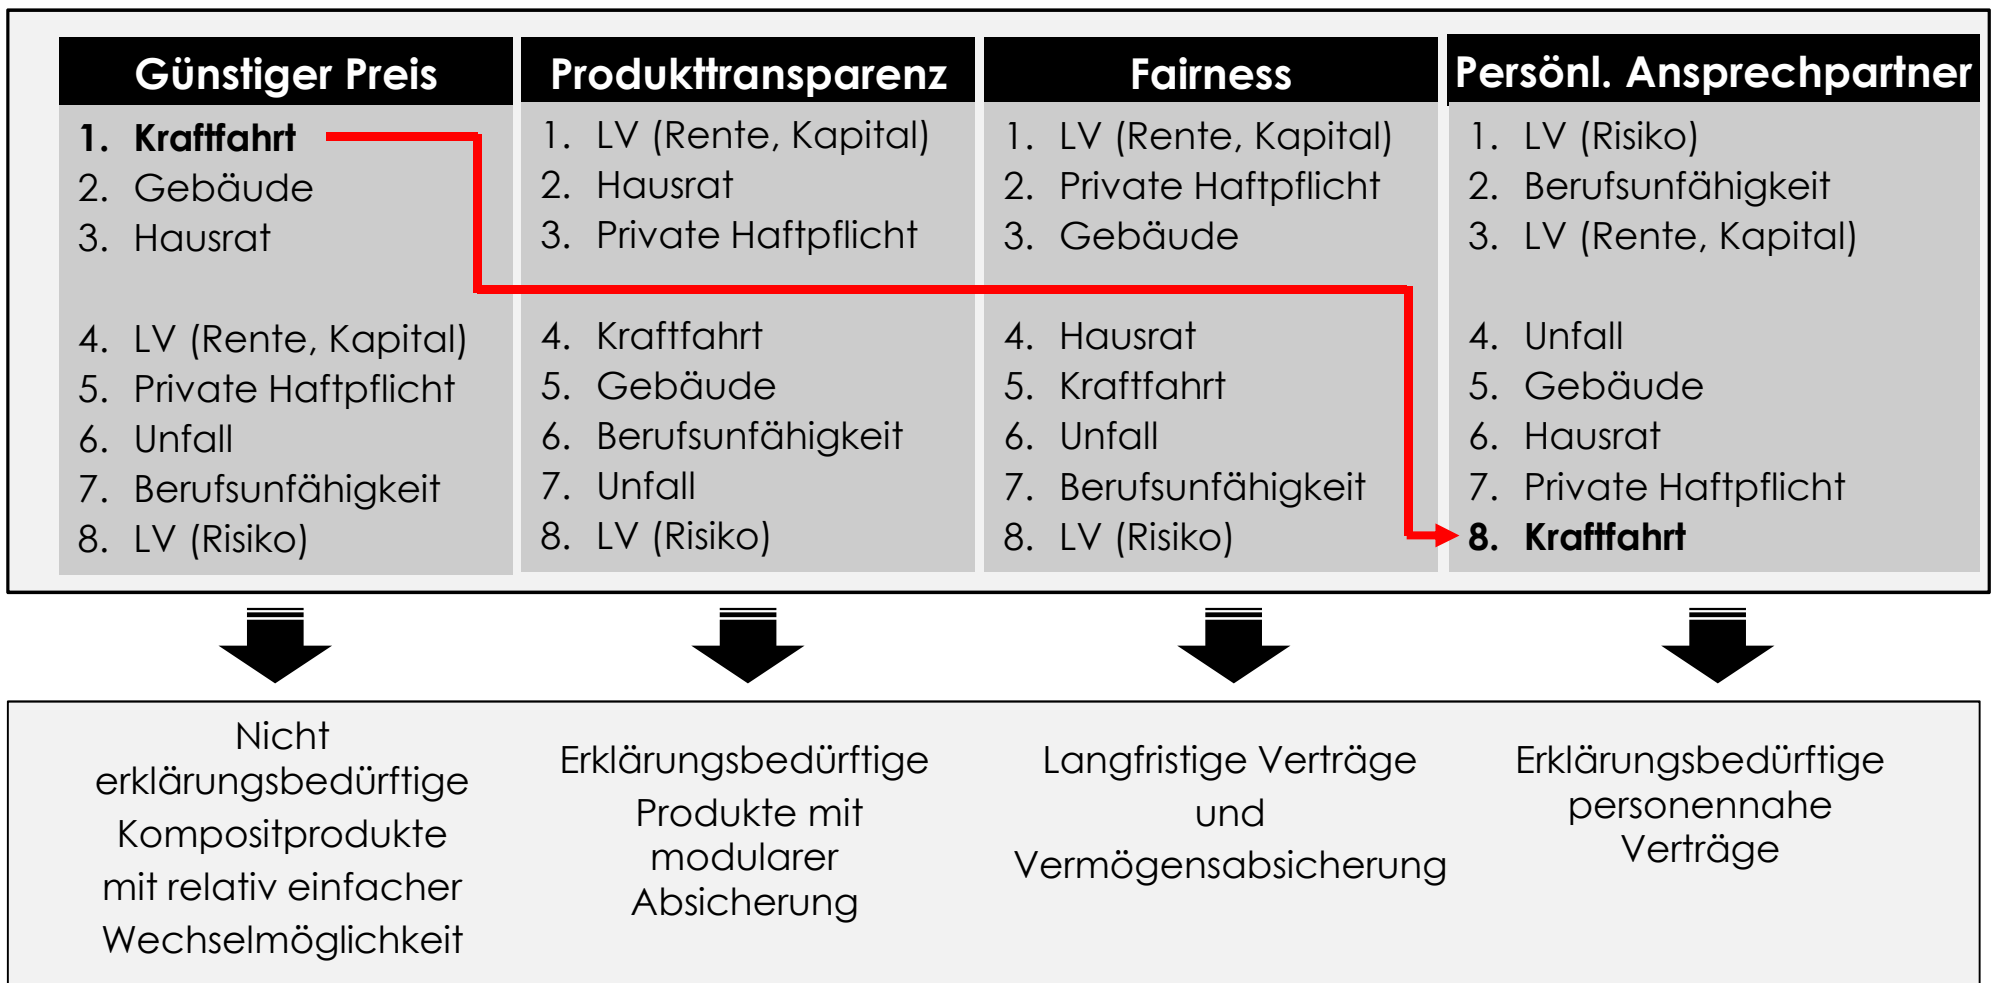 Günstiger Preis
1. Kraftfahrt
2. Gebäude
3. Hausrat
4. LV (Rente, Kapital)
5. Private Haftpflicht
6. Unfall
7. Berufsunfähigkeit
8. LV (Risiko)
Produkttransparenz
1. LV (Rente, Kapital)
2. Hausrat
3. Private Haftpflicht
4. Kraftfahrt
5. Gebäude
6. Berufsunfähigkeit
7. Unfall
8. LV (Risiko)
Fairness
1. LV (Rente, Kapital)
2. Private Haftpflicht
3. Gebäude
4. Hausrat
5. Kraftfahrt
6. Unfall
7. Berufsunfähigkeit
8. LV (Risiko)
Persönl. Ansprechpartner
1. LV (Risiko)
2. Berufsunfähigkeit
3. LV (Rente, Kapital)
4. Unfall
5. Gebäude
6. Hausrat
7. Private Haftpflicht
8. Kraftfahrt
Nicht
erklärungsbedürftige
Kompositprodukte
mit relativ einfacher
Wechselmöglichkeit
Erklärungsbedürftige
Produkte mit
modularer
Absicherung
Langfristige Verträge
und
Vermögensabsicherung
Erklärungsbedürftige
personennahe
Verträge